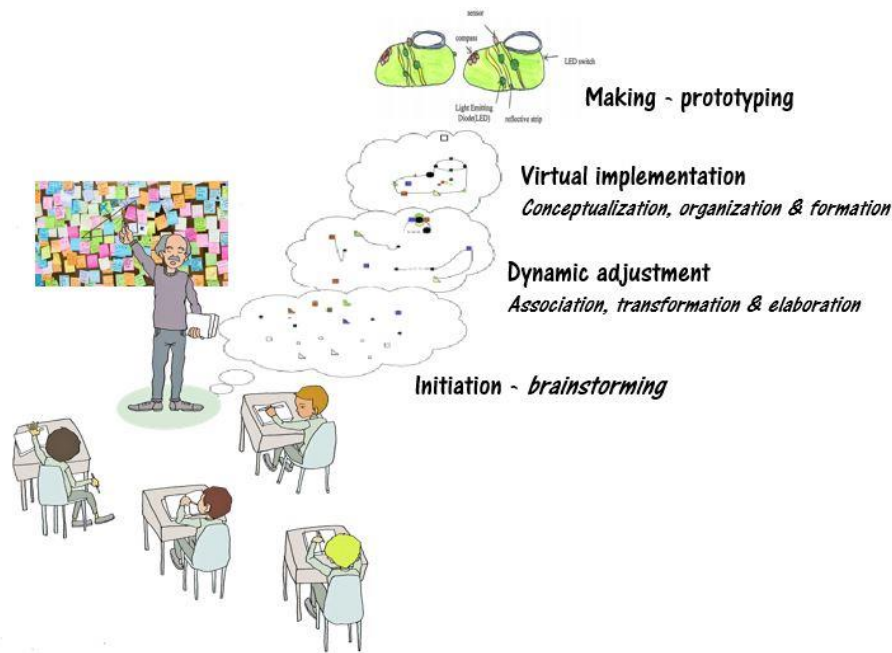 sensor
compass
LED switch
Light Emitting
Diode(LED)
reflective strip
Making - prototyping
Virtual implementation
Conceptualization, organization & formation
Dynamic adjustment
Association, transformation & elaboration
Initiation - brainstorming